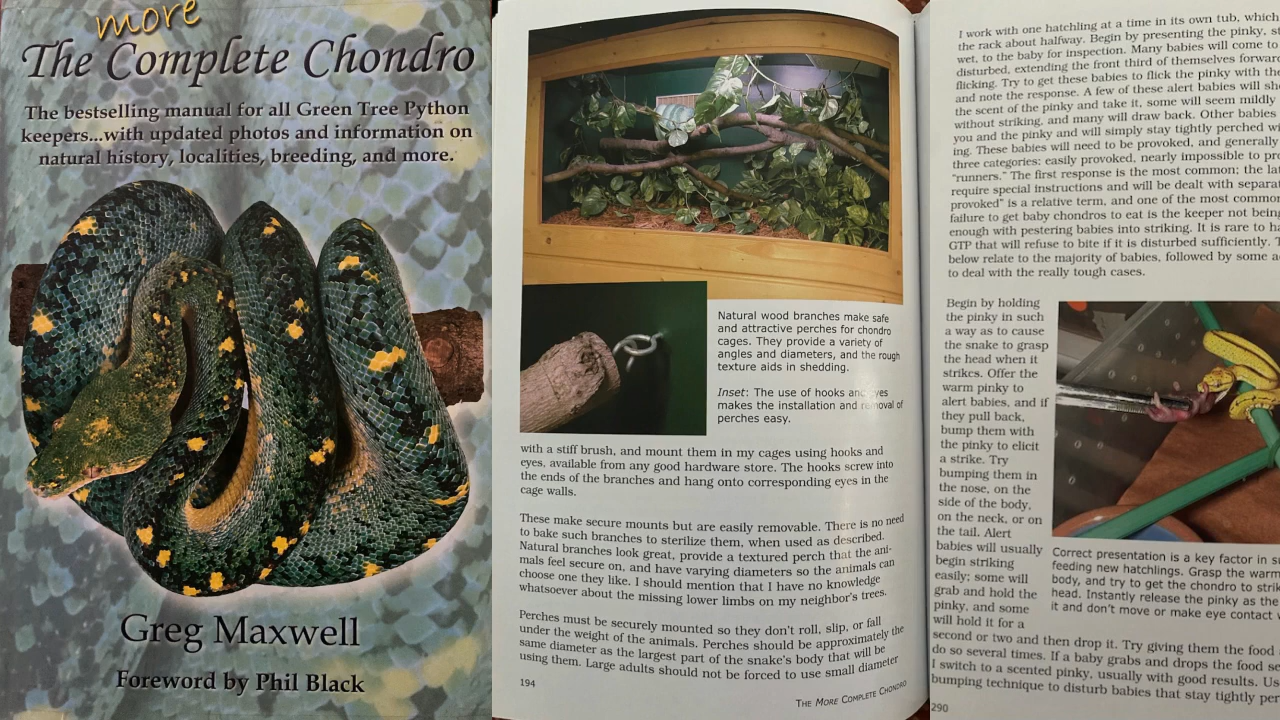 more
The Complete Chondro
The bestselling manual for all Green Tree Python
keepers...with updated photos and information on
natural history, localities, breeding, and more.
Greg Maxwell
Foreword by Phil Black
Natural wood branches make safe
and attractive perches for chondro
cages. They provide a variety of
angles and diameters, and the rough
texture aids in shedding.
Inset: The use of hooks and eyes
makes the installation and removal of
perches easy.
with a stiff brush, and mount them in my cages using hooks and
eyes, available from any good hardware store. The hooks screw into
the ends of the branches and hang onto corresponding eyes in the
cage walls.
These make secure mounts but are easily removable. There is no need
to bake such branches to sterilize them, when used as described.
Natural branches look great, provide a textured perch that the ani-
mals feel secure on, and have varying diameters so the animals can
choose one they like. I should mention that I have no knowledge
whatsoever about the missing lower limbs on my neighbor's trees.
Perches must be securely mounted so they don't roll, slip, or fall
under the weight of the animals. Perches should be approximately the
same diameter as the largest part of the snake's body that will be
using them. Large adults should not be forced to use small diameter
194
THE MORE COMPLETE CHONDRO
I work with one hatchling at a time in its own tub, which
the rack about halfway. Begin by presenting the pinky, st
wet, to the baby for inspection. Many babies will come to
disturbed, extending the front third of themselves forward
flicking. Try to get these babies to flick the pinky with the
and note the response. A few of these alert babies will sh
the scent of the pinky and take it, some will seem mildly
without striking, and many will draw back. Other babies
you and the pinky and will simply stay tightly perched w
ing. These babies will need to be provoked, and generally
three categories: easily provoked, nearly impossible to pro
"runners." The first response is the most common; the lat
require special instructions and will be dealt with separat
provoked" is a relative term, and one of the most common
failure to get baby chondros to eat is the keeper not being
enough with pestering babies into striking. It is rare to ha
GTP that will refuse to bite if it is disturbed sufficiently. T
below relate to the majority of babies, followed by some a
to deal with the really tough cases.
Begin by holding
the pinky in such
a way as to cause
the snake to grasp
the head when it
strikes. Offer the
warm pinky to
alert babies, and if
they pull back,
bump them with
the pinky to elicit
a strike. Try
bumping them in
the nose, on the
side of the body,
on the neck, or on
the tail. Alert
babies will usually
begin striking
easily; some will
grab and hold the
pinky, and some
will hold it for a
second or two and then drop it. Try giving them the food
do so several times. If a baby grabs and drops the food se
I switch to a scented pinky, usually with good results. Us
bumping technique to disturb babies that stay tightly per
Correct presentation is a key factor in su
feeding new hatchlings. Grasp the warm
body, and try to get the chondro to strik
head. Instantly release the pinky as the
it and don't move or make eye contact w
290